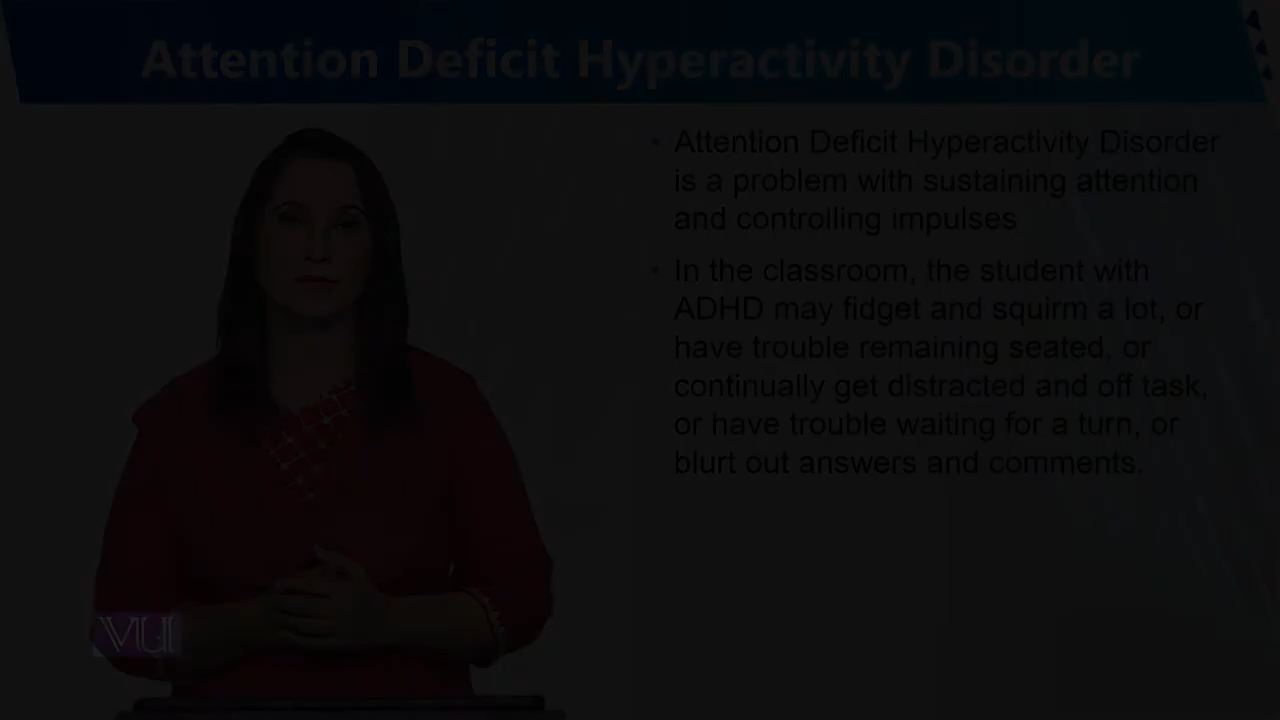 Attention Deficit Hyperactivity Disorder
• Attention Deficit Hyperactivity Disorder
is a problem with sustaining attention
and controlling impulses
• In the classroom, the student with
ADHD may fidget and squirm a lot, or
have trouble remaining seated, or
continually get distracted and off task,
or have trouble waiting for a turn, or
blurt out answers and comments.
VU